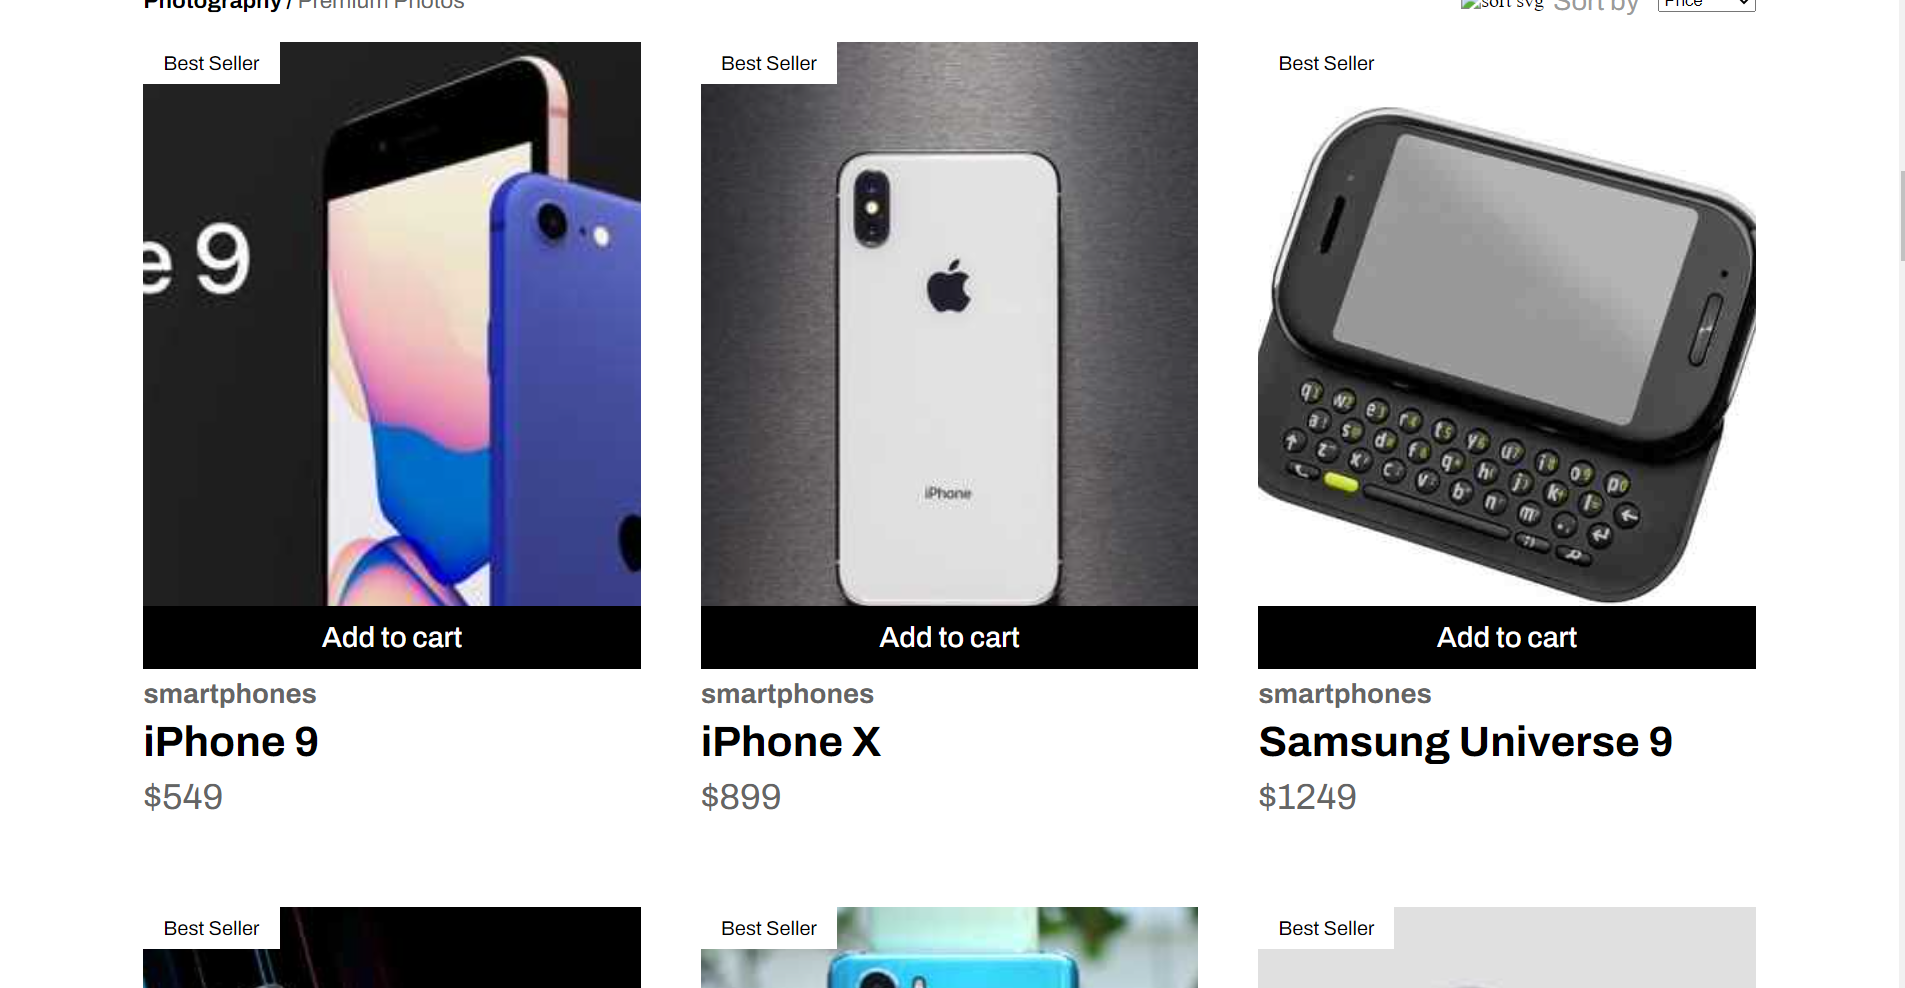 Photography / Premium Photos
soft svg Sort by Price
Best Seller
Best Seller
Best Seller
e 9
iPhone
q w e r t y u i o p
a s d f g h j k l
z x c v b n m
Add to cart
Add to cart
Add to cart
smartphones
smartphones
smartphones
iPhone 9
iPhone X
Samsung Universe 9
$549
$899
$1249
Best Seller
Best Seller
Best Seller